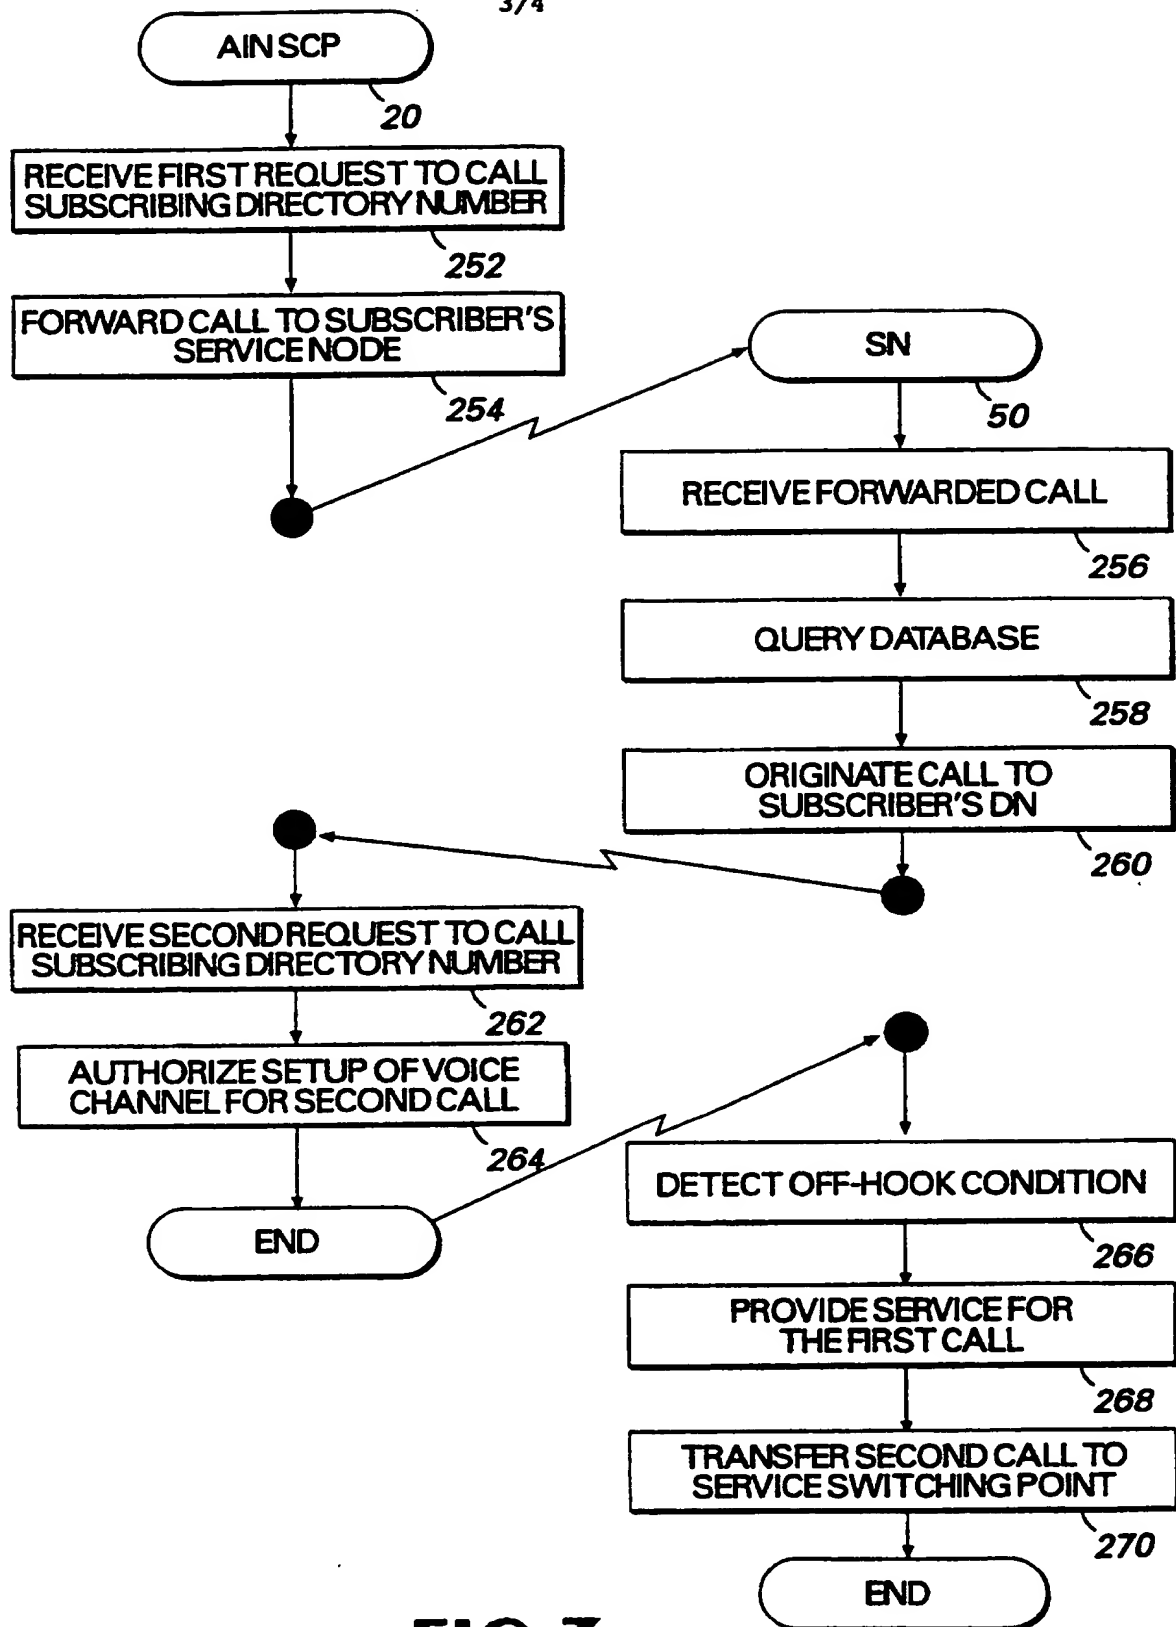 3/4
AIN SCP
20
RECEIVE FIRST REQUEST TO CALL
SUBSCRIBING DIRECTORY NUMBER
252
FORWARD CALL TO SUBSCRIBER'S
SERVICE NODE
254
SN
50
RECEIVE FORWARDED CALL
256
QUERY DATABASE
258
ORIGINATE CALL TO
SUBSCRIBER'S DN
260
RECEIVE SECOND REQUEST TO CALL
SUBSCRIBING DIRECTORY NUMBER
262
AUTHORIZE SETUP OF VOICE
CHANNEL FOR SECOND CALL
264
END
DETECT OFF-HOOK CONDITION
266
PROVIDE SERVICE FOR
THE FIRST CALL
268
TRANSFER SECOND CALL TO
SERVICE SWITCHING POINT
270
END